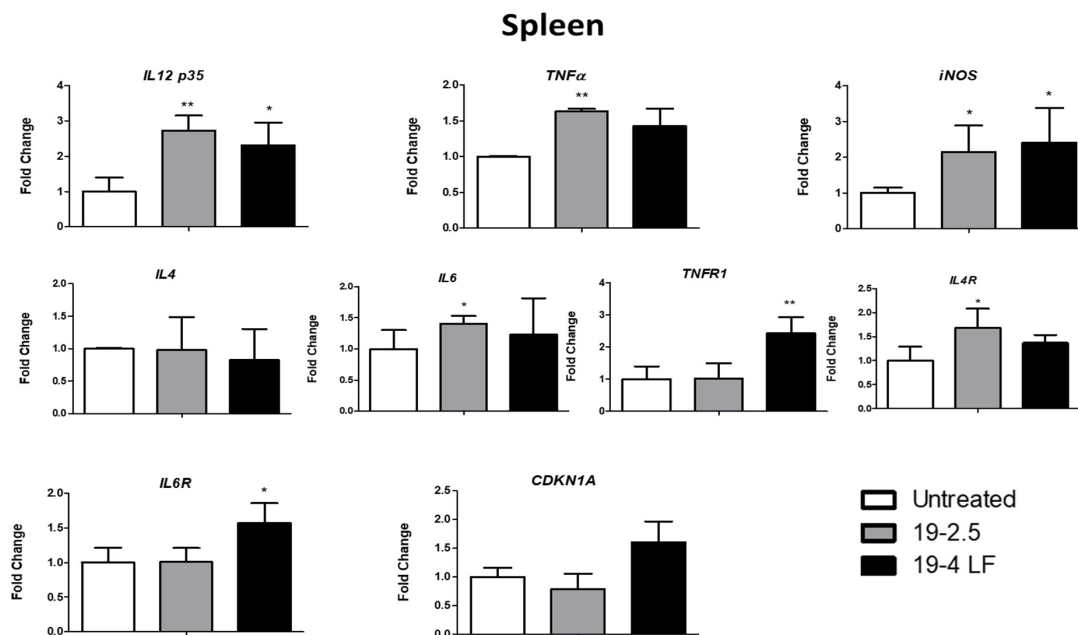 Spleen
IL12 p35
Fold Change
4
3
2
1
0
**
*
TNFα
Fold Change
2.0
1.5
1.0
0.5
0.0
**
iNOS
Fold Change
4
3
2
1
0
*
*
IL4
Fold Change
2.0
1.5
1.0
0.5
0.0
IL6
Fold Change
2.0
1.5
1.0
0.5
0.0
*
TNFR1
Fold Change
4
3
2
1
0
**
IL4R
Fold Change
2.5
2.0
1.5
1.0
0.5
0.0
*
IL6R
Fold Change
2.0
1.5
1.0
0.5
0.0
*
CDKN1A
Fold Change
2.5
2.0
1.5
1.0
0.5
0.0
Untreated
19-2.5
19-4 LF